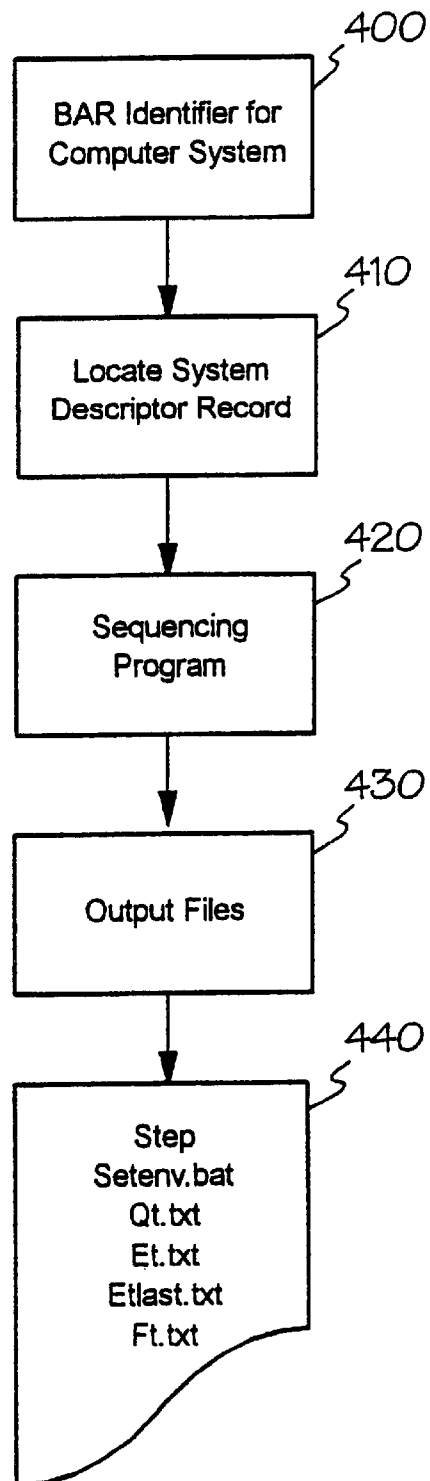 400
BAR Identifier for
Computer System
410
Locate System
Descriptor Record
420
Sequencing
Program
430
Output Files
440
Step
Setenv.bat
Qt.txt
Et.txt
Etlast.txt
Ft.txt